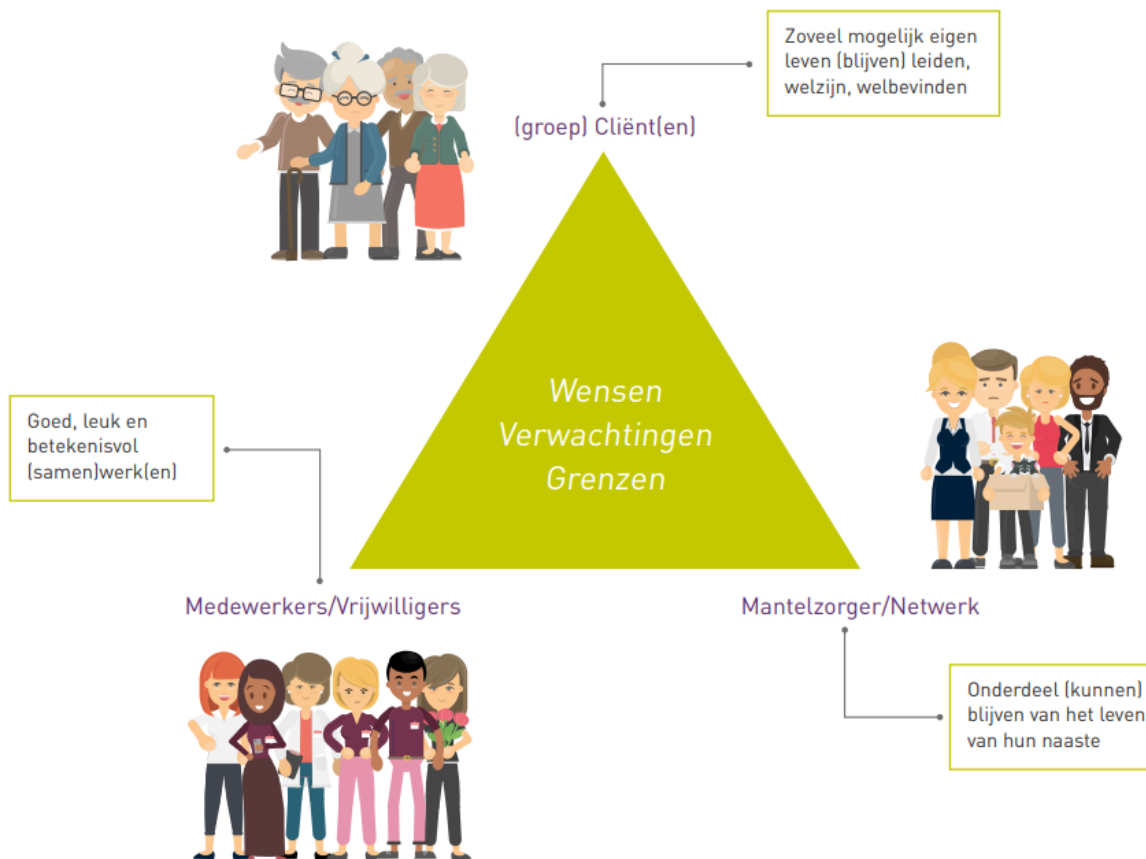 Zoveel mogelijk eigen
leven (blijven) leiden,
welzijn, welbevinden
(groep) Cliënt(en)
Wensen
Verwachtingen
Grenzen
Goed, leuk en
betekenisvol
(samen)werk(en)
Medewerkers/Vrijwilligers
Mantelzorger/Netwerk
Onderdeel (kunnen)
blijven van het leven
van hun naaste